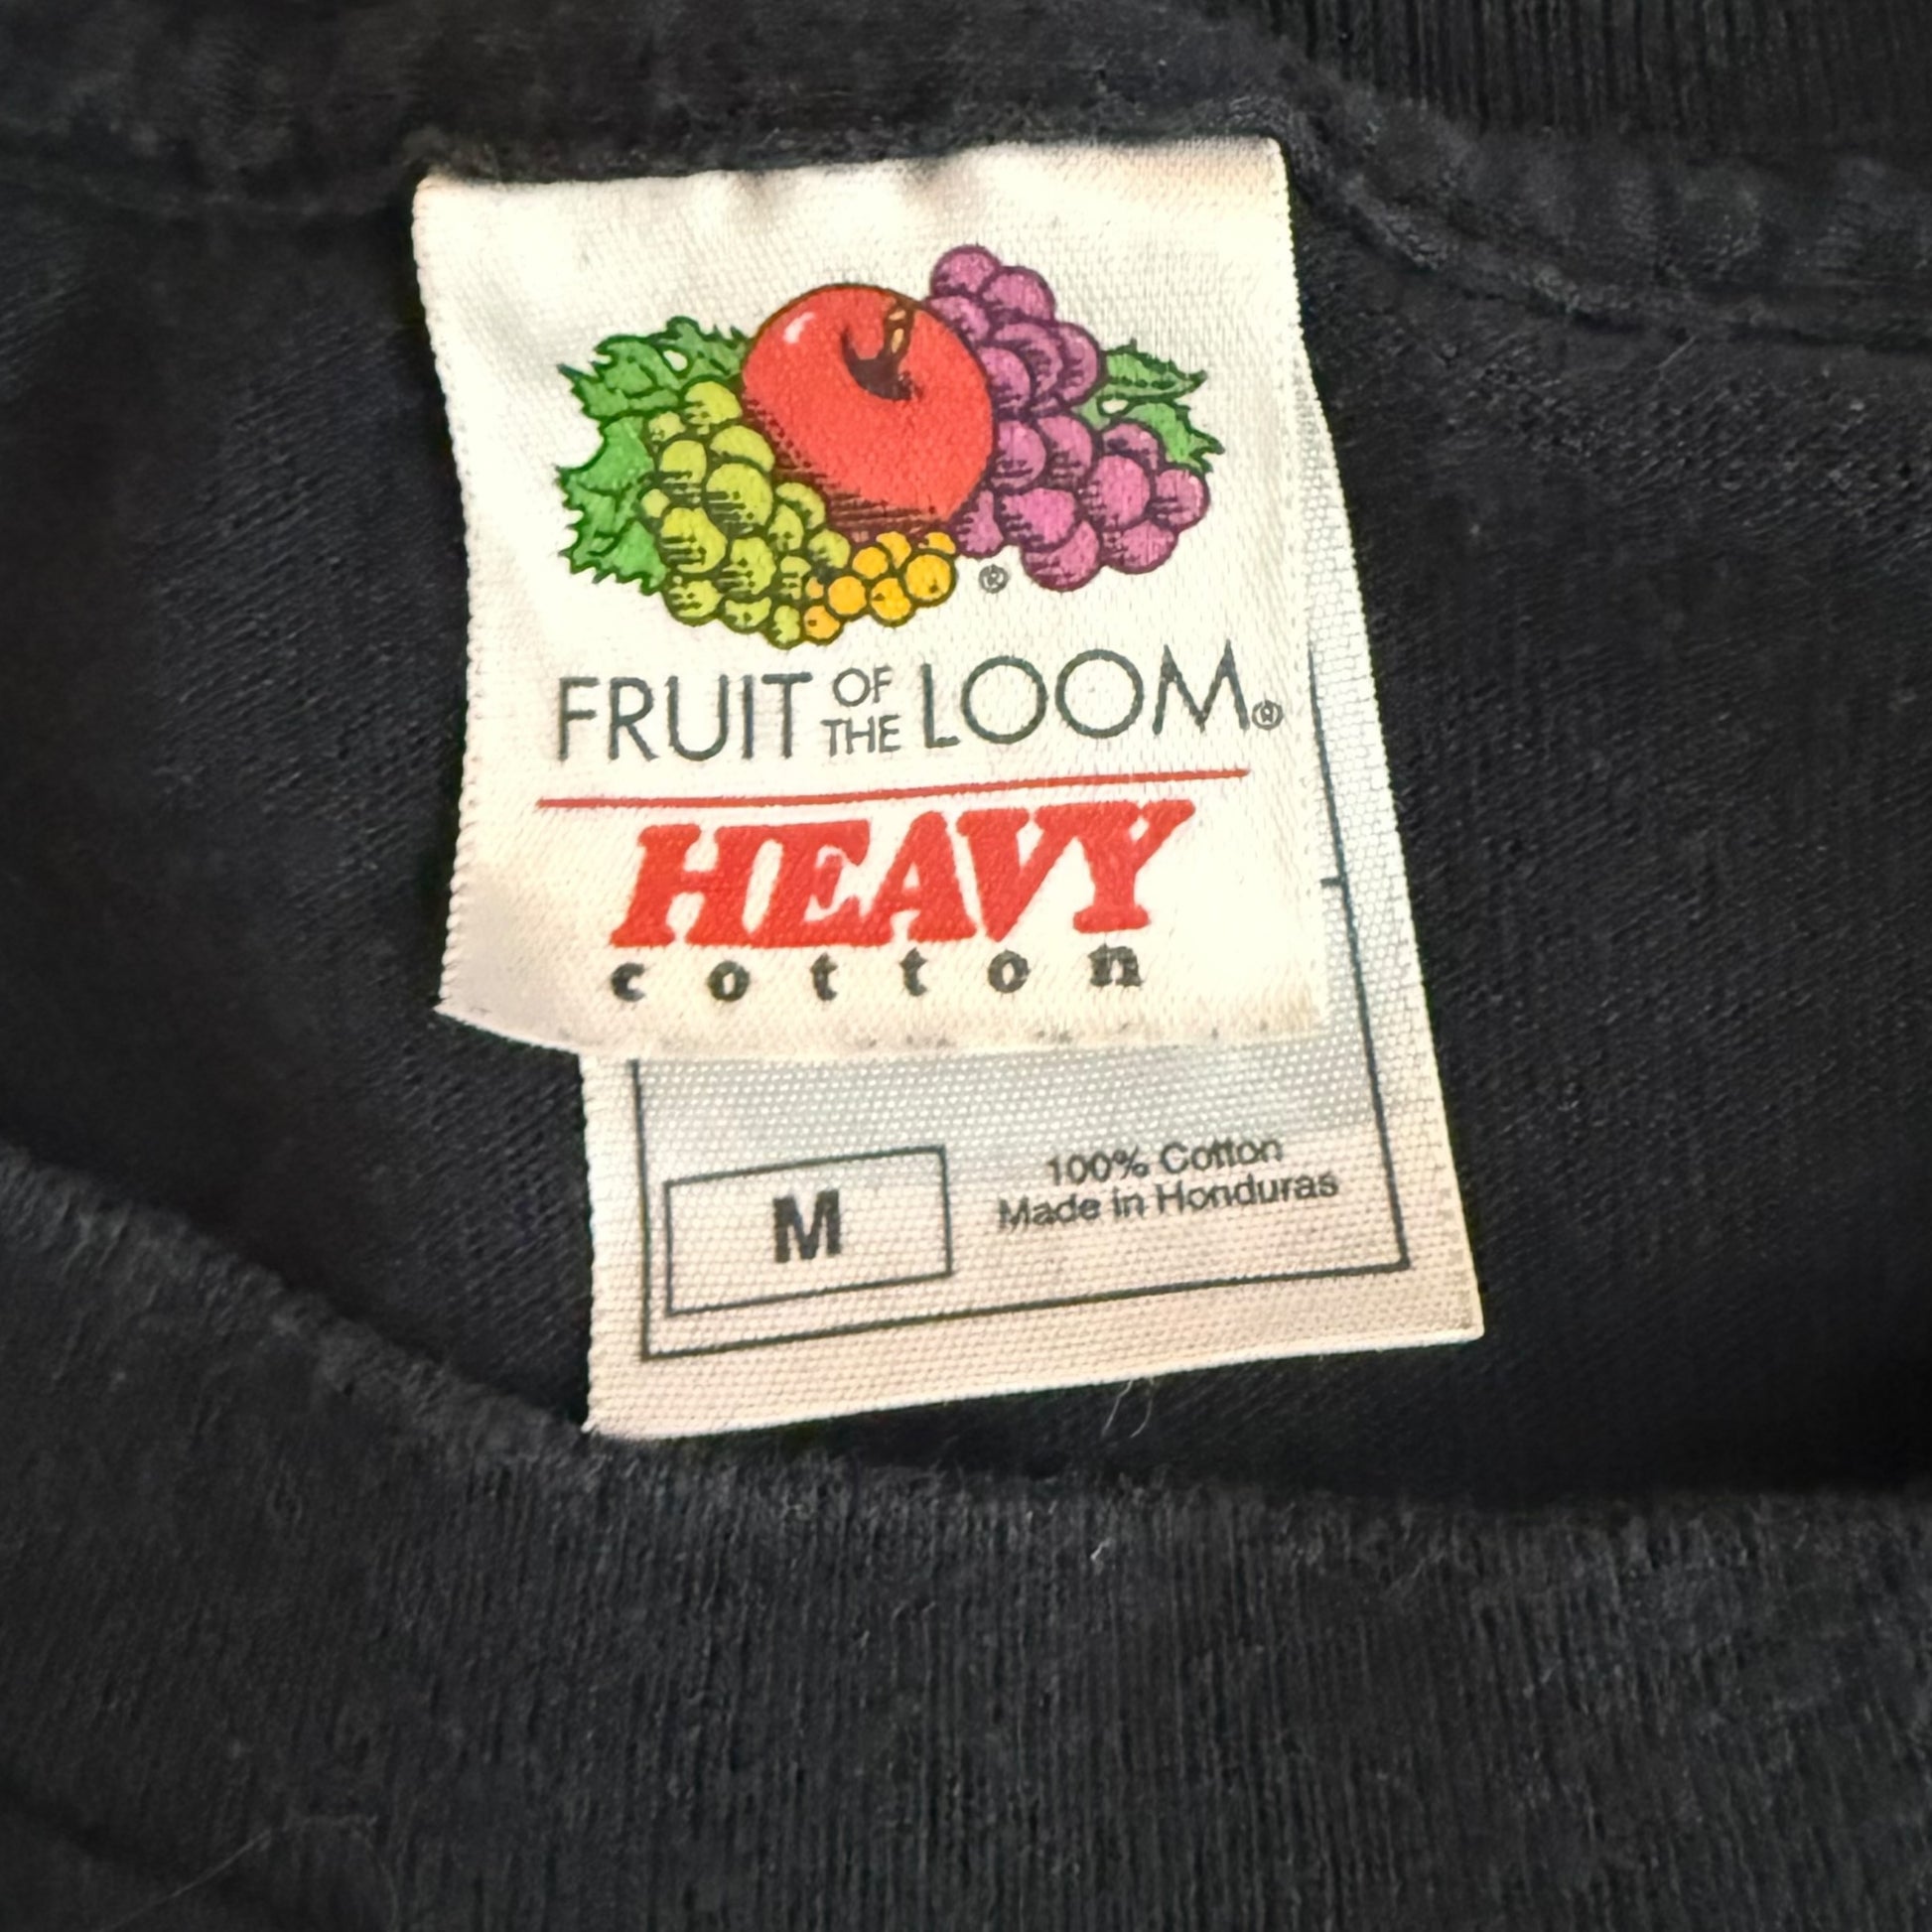 ®
FRUIT OF THE LOOM®
HEAVY
cotton
M
100% Cotton
Made in Honduras